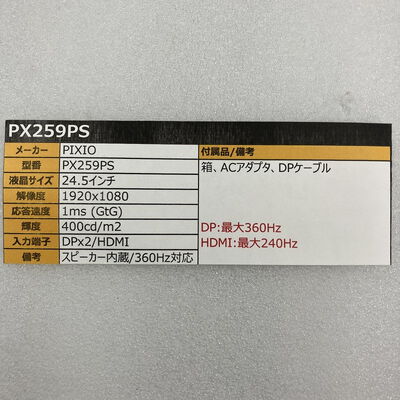 PX259PS
メーカー PIXIO
型番 PX259PS
液晶サイズ 24.5インチ
解像度 1920x1080
応答速度 1ms (GtG)
輝度 400cd/m2
入力端子 DPx2/HDMI
備考 スピーカー内蔵/360Hz対応
付属品/備考
箱、ACアダプタ、DPケーブル
DP:最大360Hz
HDMI:最大240Hz